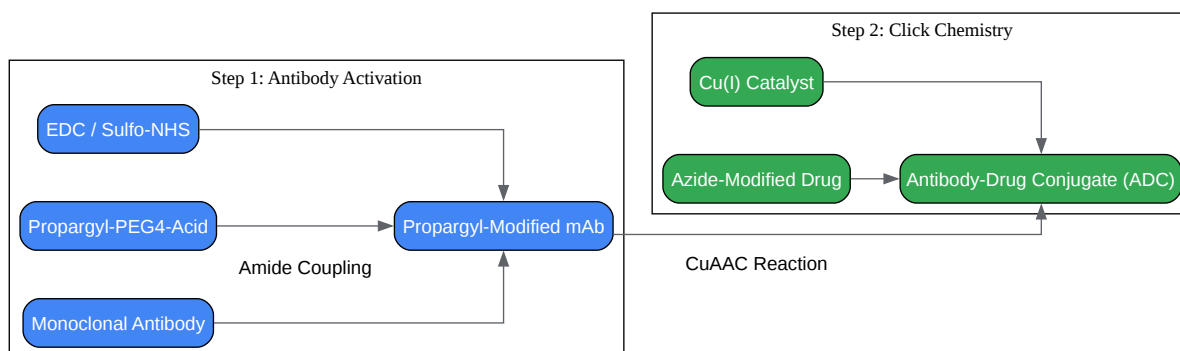 Step 1: Antibody Activation
EDC / Sulfo-NHS
Propargyl-PEG4-Acid
Propargyl-Modified mAb
Amide Coupling
Monoclonal Antibody
Step 2: Click Chemistry
Cu(I) Catalyst
Azide-Modified Drug
Antibody-Drug Conjugate (ADC)
CuAAC Reaction